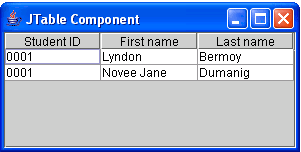 JTable Component
Student ID First name Last name
0001 Lyndon Bermoy
0001 Novee Jane Dumanig